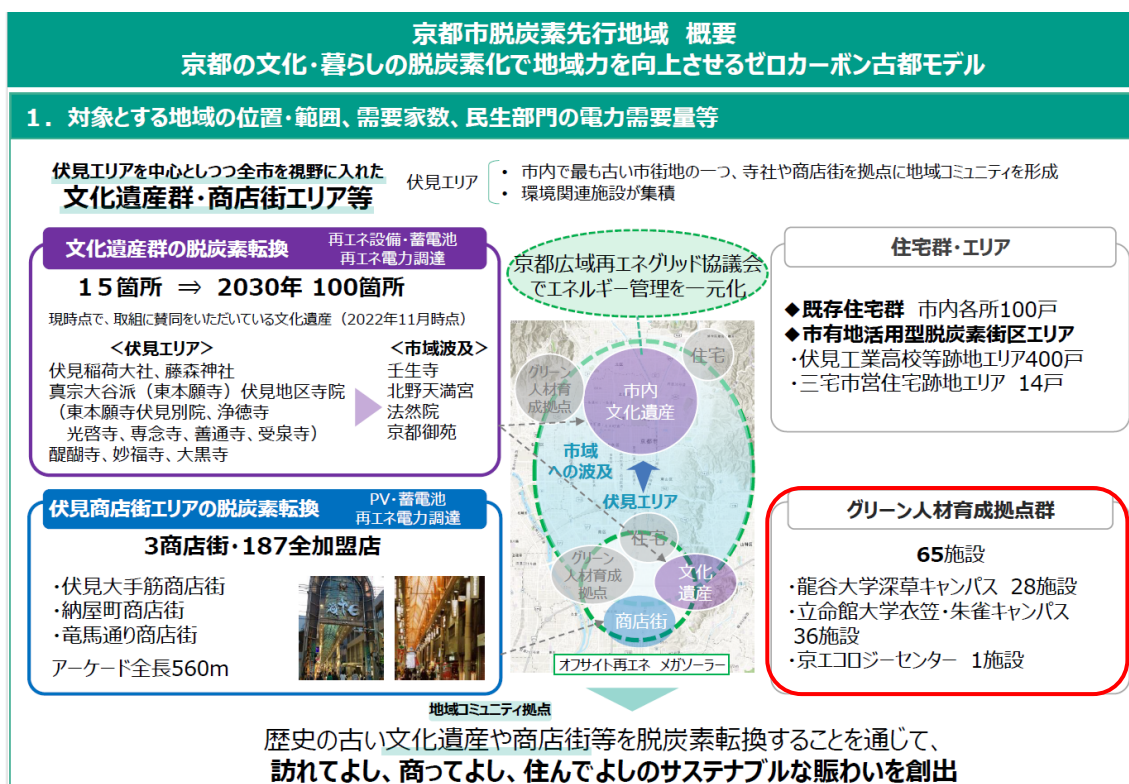 京都市脱炭素先行地域 概要
京都の文化・暮らしの脱炭素化で地域力を向上させるゼロカーボン古都モデル
1．対象とする地域の位置・範囲、需要家数、民生部門の電力需要量等
伏見エリアを中心としつつ全市を視野に入れた
文化遺産群・商店街エリア等
伏見エリア
・ 市内で最も古い市街地の一つ、寺社や商店街を拠点に地域コミュニティを形成
・ 環境関連施設が集積
文化遺産群の脱炭素転換
再エネ設備・蓄電池
再エネ電力調達
15箇所 ⇒ 2030年 100箇所
現時点で、取組に賛同をいただいている文化遺産（2022年11月時点）
＜伏見エリア＞
伏見稲荷大社、藤森神社
真宗大谷派（東本願寺）伏見地区寺院
（東本願寺伏見別院、浄徳寺
光啓寺、専念寺、善通寺、受泉寺）
醍醐寺、妙福寺、大黒寺
＜市域波及＞
壬生寺
北野天満宮
法然院
京都御苑
伏見商店街エリアの脱炭素転換
PV・蓄電池
再エネ電力調達
3商店街・187全加盟店
・伏見大手筋商店街
・納屋町商店街
・竜馬通り商店街
アーケード全長560m
京都広域再エネグリッド協議会
でエネルギー管理を一元化
住宅
グリーン
人材育
成拠点
市内
文化遺産
市域
への波及
伏見エリア
住宅
グリーン
人材育成
拠点
文化
遺産
商店街
オフサイト再エネ メガソーラー
住宅群・エリア
◆既存住宅群 市内各所100戸
◆市有地活用型脱炭素街区エリア
・伏見工業高校等跡地エリア400戸
・三宅市営住宅跡地エリア 14戸
グリーン人材育成拠点群
65施設
・龍谷大学深草キャンパス 28施設
・立命館大学衣笠・朱雀キャンパス
36施設
・京エコロジーセンター 1施設
地域コミュニティ拠点
歴史の古い文化遺産や商店街等を脱炭素転換することを通じて、
訪れてよし、商ってよし、住んでよしのサステナブルな賑わいを創出